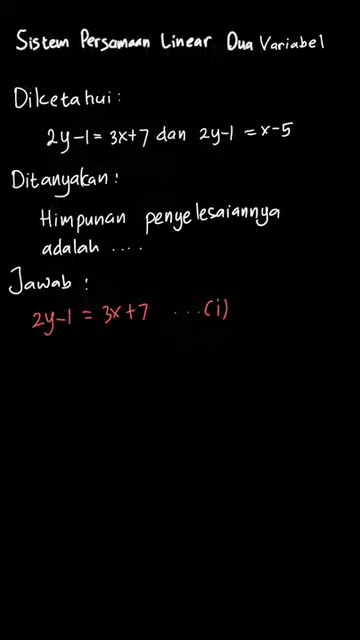 Sistem Persamaan Linear Dua Variabel
Diketahui :
2y-1 = 3x+7 dan 2y-1 = x-5
Ditanyakan :
Himpunan penyelesaiannya
adalah ....
Jawab :
2y-1 = 3x+7 ...(i)